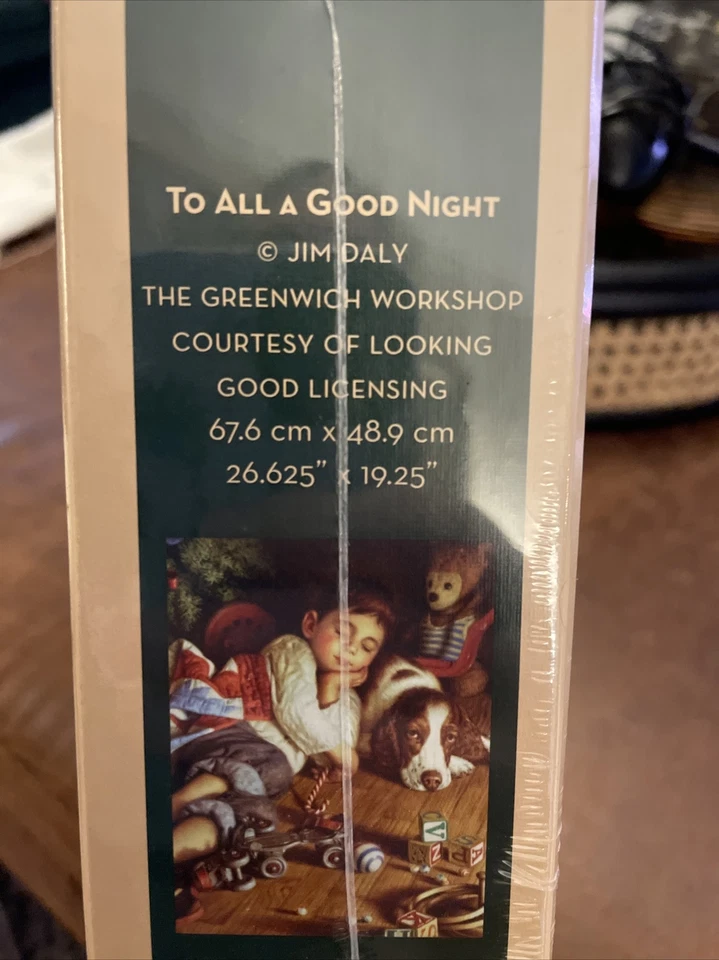 TO ALL A GOOD NIGHT
© JIM DALY
THE GREENWICH WORKSHOP
COURTESY OF LOOKING
GOOD LICENSING
67.6 cm x 48.9 cm
26.625” x 19.25”
V
N
A